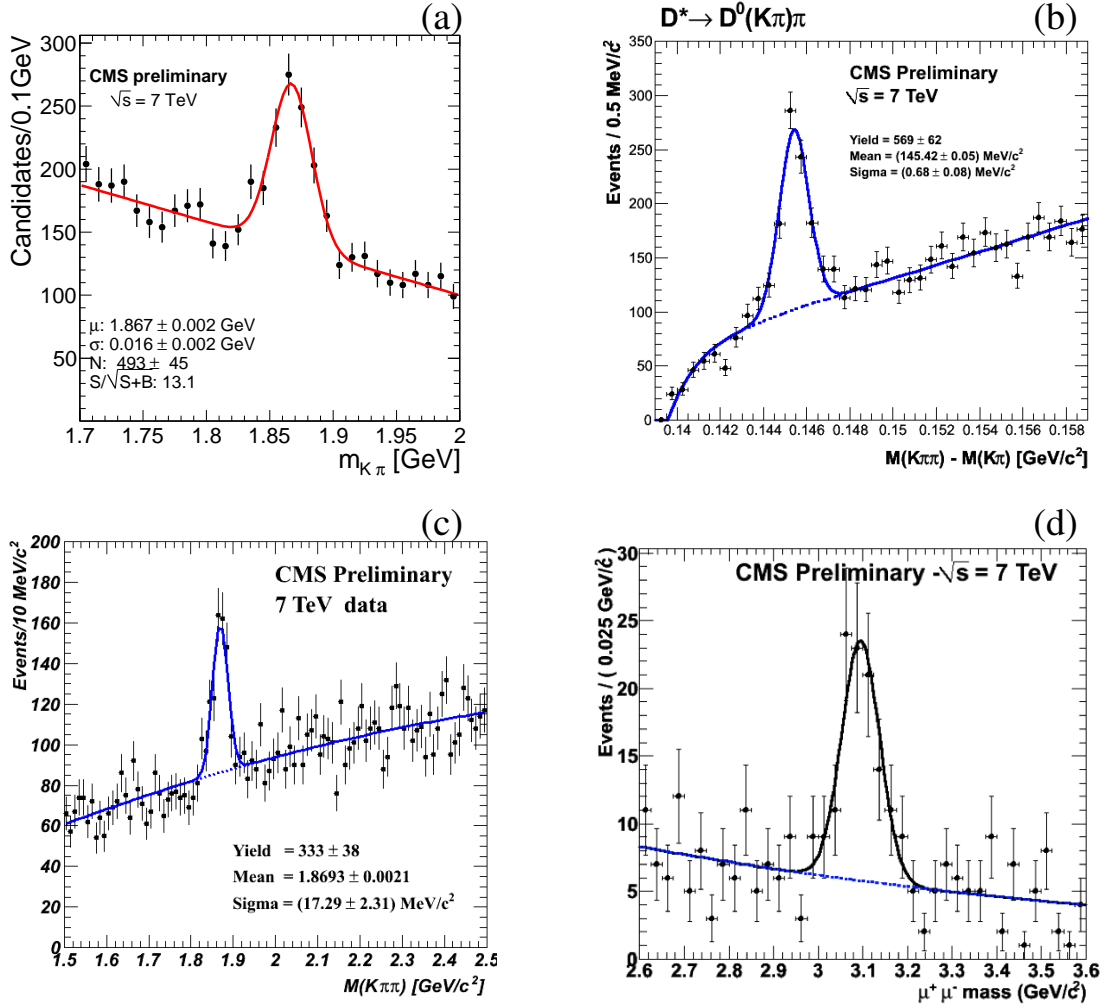 (a)
Candidates/0.1GeV
300
250
200
150
100
50
CMS preliminary
√s = 7 TeV
μ: 1.867 ± 0.002 GeV
σ: 0.016 ± 0.002 GeV
N: 493 ± 45
S/√S+B: 13.1
1.7 1.75 1.8 1.85 1.9 1.95 2
m_{Kπ} [GeV]
D*→ D⁰(Kπ)π
(b)
Events / 0.5 MeV/c²
350
300
250
200
150
100
50
0
CMS Preliminary
√s = 7 TeV
Yield = 569 ± 62
Mean = (145.42 ± 0.05) MeV/c²
Sigma = (0.68 ± 0.08) MeV/c²
0.14 0.142 0.144 0.146 0.148 0.15 0.152 0.154 0.156 0.158
M(Kππ) - M(Kπ) [GeV/c²]
(c)
Events/10 MeV/c²
200
180
160
140
120
100
80
60
40
20
0
CMS Preliminary
7 TeV data
Yield = 333 ± 38
Mean = 1.8693 ± 0.0021
Sigma = (17.29 ± 2.31) MeV/c²
1.5 1.6 1.7 1.8 1.9 2 2.1 2.2 2.3 2.4 2.5
M(Kππ) [GeV/c²]
(d)
Events / ( 0.025 GeV/c²)
30
25
20
15
10
5
0
CMS Preliminary -√s = 7 TeV
2.6 2.7 2.8 2.9 3 3.1 3.2 3.3 3.4 3.5 3.6
μ⁺ μ⁻ mass (GeV/c²)